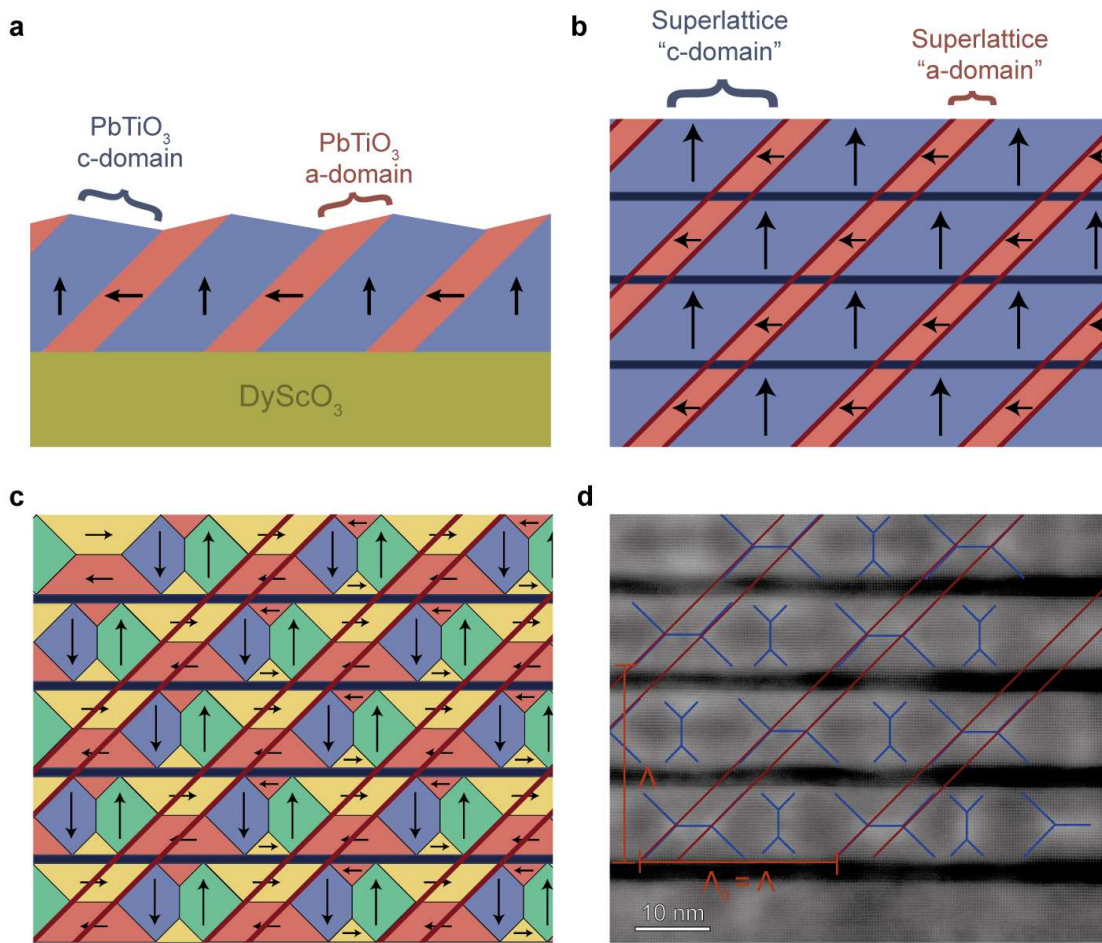 a
PbTiO₃
c-domain
PbTiO₃
a-domain
DyScO₃
b
Superlattice
“c-domain”
Superlattice
“a-domain”
c
d
Λ
Λₐ = Λ
10 nm